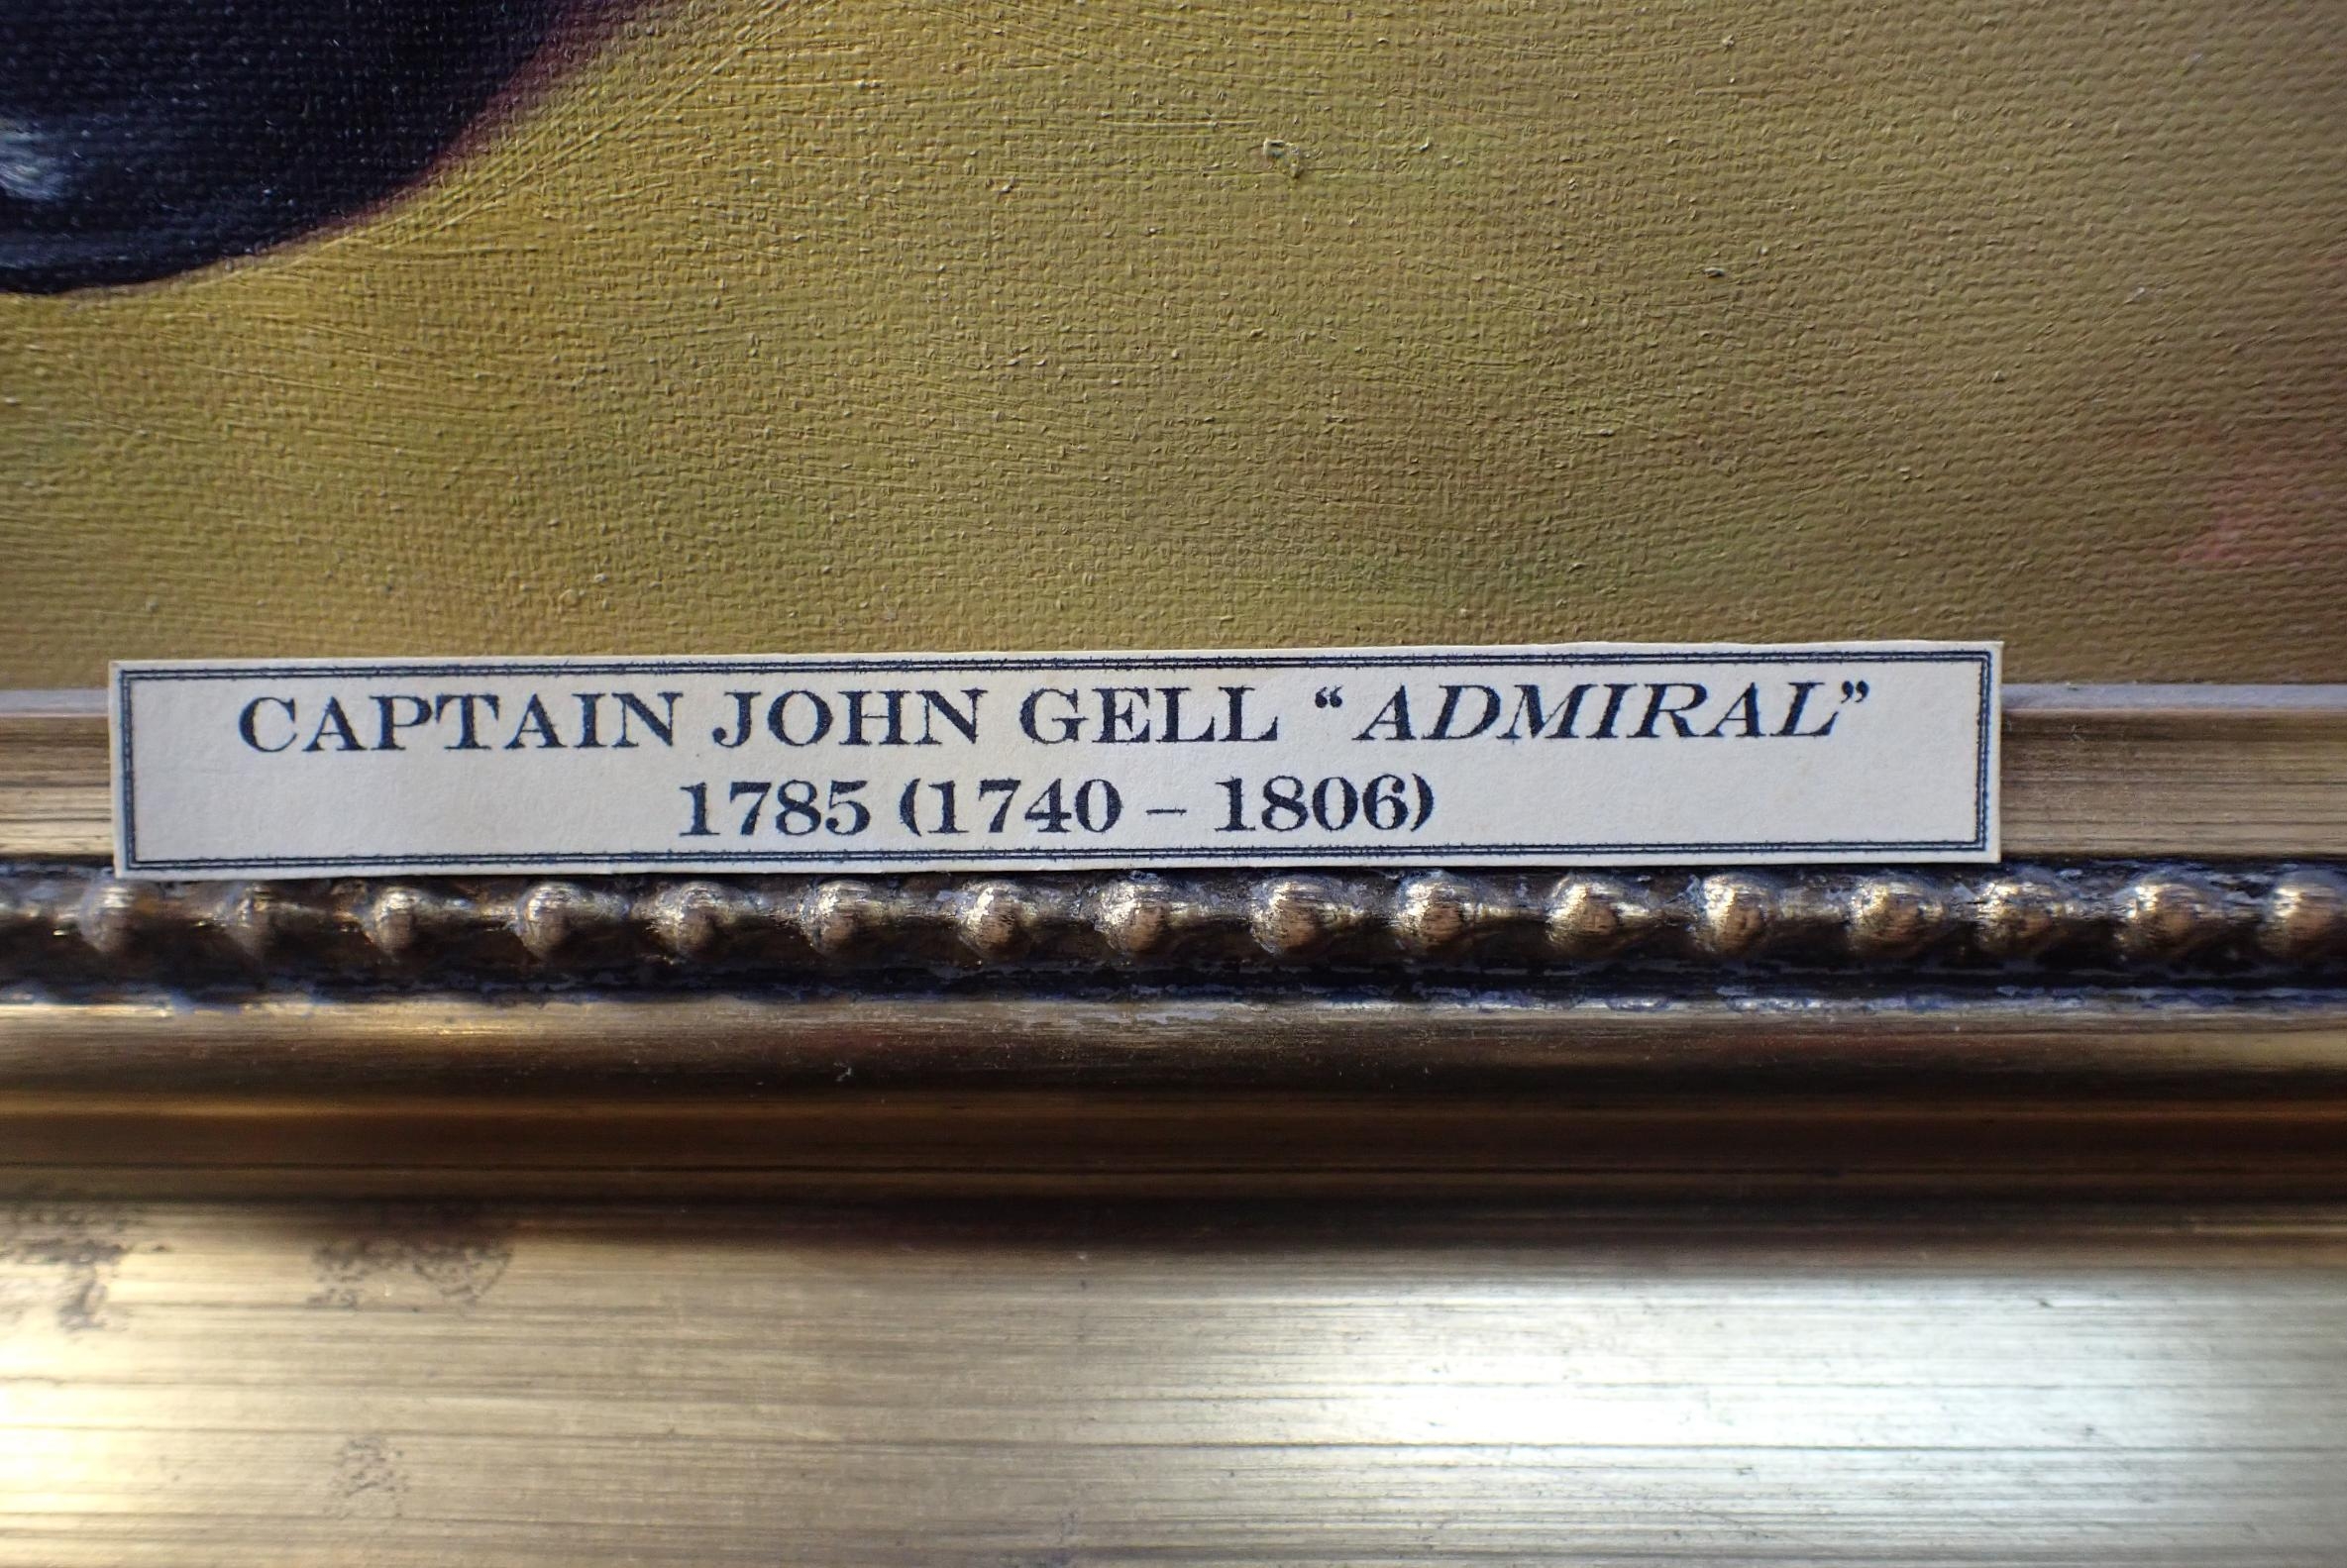 CAPTAIN JOHN GELL “ADMIRAL”
1785 (1740 – 1806)